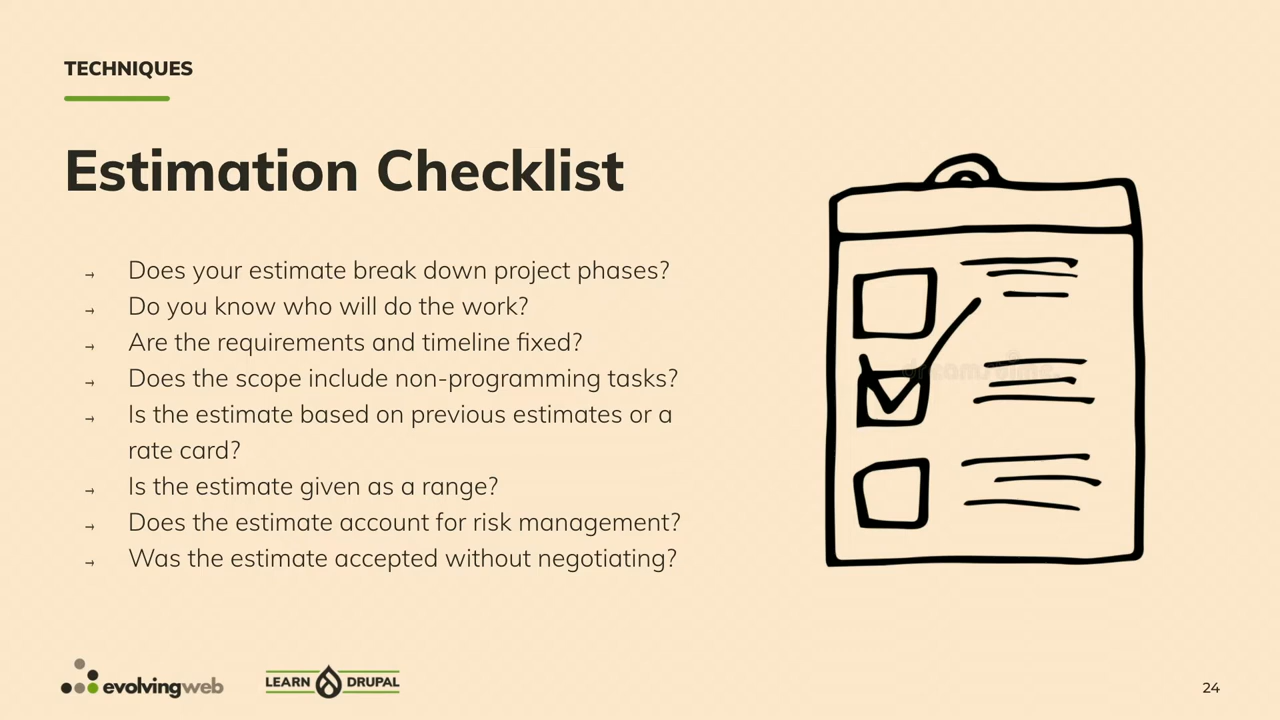 TECHNIQUES
Estimation Checklist
→ Does your estimate break down project phases?
→ Do you know who will do the work?
→ Are the requirements and timeline fixed?
→ Does the scope include non-programming tasks?
→ Is the estimate based on previous estimates or a
rate card?
→ Is the estimate given as a range?
→ Does the estimate account for risk management?
→ Was the estimate accepted without negotiating?
dreamstime.
evolvingweb
LEARN DRUPAL
24